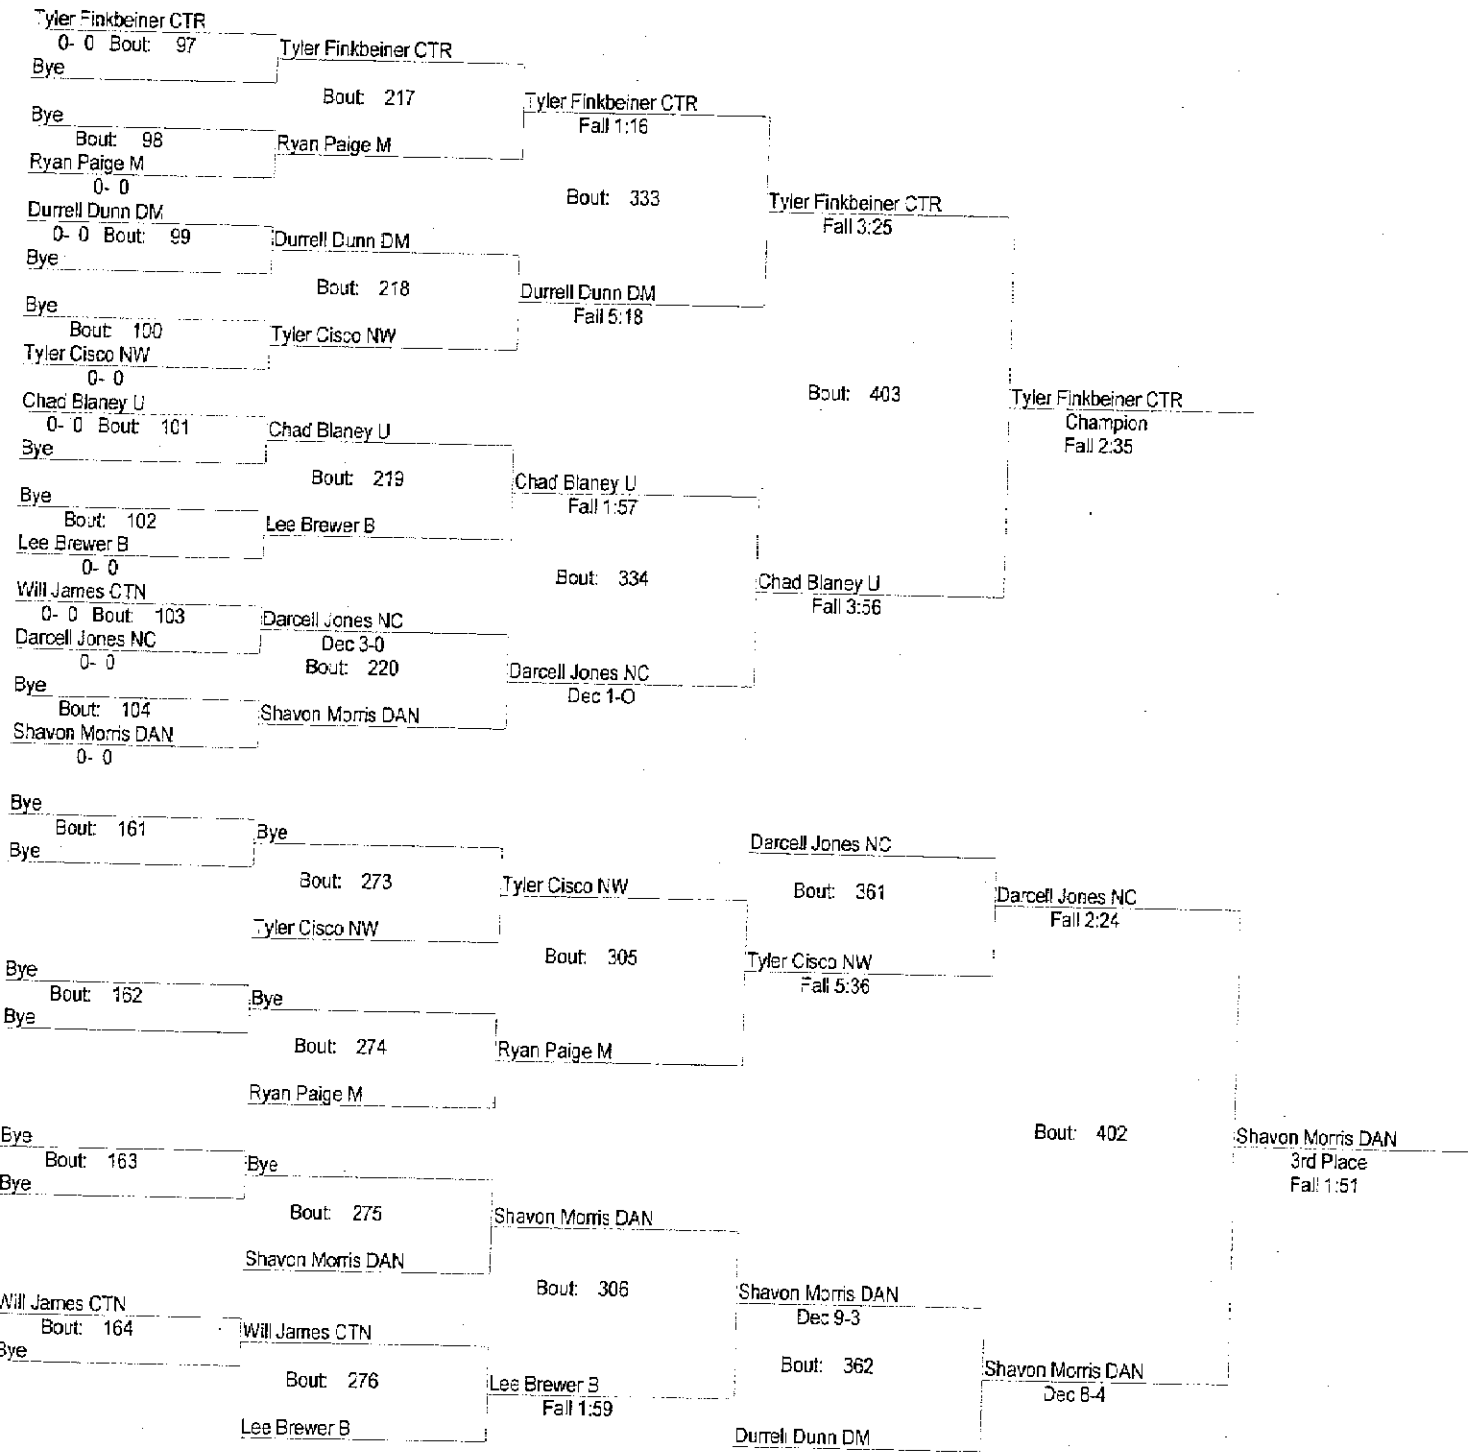 Tyler Finkbeiner CTR
0- 0 Bout: 97
Tyler Finkbeiner CTR
Bye
Bout: 217
Tyler Finkbeiner CTR
Fall 1:16
Bye
Bout: 98
Ryan Paige M
Ryan Paige M
0- 0
Bout: 333
Tyler Finkbeiner CTR
Fall 3:25
Durrell Dunn DM
0- 0 Bout: 99
Durrell Dunn DM
Bye
Bout: 218
Durrell Dunn DM
Fall 5:18
Bye
Bout: 100
Tyler Cisco NW
Tyler Cisco NW
0- 0
Bout: 403
Tyler Finkbeiner CTR
Champion
Fall 2:35
Chad Blaney U
0- 0 Bout: 101
Chad Blaney U
Bye
Bout: 219
Chad Blaney U
Fall 1:57
Bye
Bout: 102
Lee Brewer B
Lee Brewer B
0- 0
Bout: 334
Chad Blaney U
Fall 3:56
Will James CTN
0- 0 Bout: 103
Darcell Jones NC
Dec 3-0
Darcell Jones NC
0- 0
Bout: 220
Darcell Jones NC
Dec 1-0
Bye
Bout: 104
Shavon Morris DAN
Shavon Morris DAN
0- 0
Bye
Bout: 161
Bye
Bye
Darcell Jones NC
Bout: 273
Tyler Cisco NW
Bout: 361
Darcell Jones NC
Fall 2:24
Tyler Cisco NW
Bout: 305
Tyler Cisco NW
Fall 5:36
Bye
Bout: 162
Bye
Bye
Bout: 274
Ryan Paige M
Ryan Paige M
Bout: 402
Shavon Morris DAN
3rd Place
Fall 1:51
Bye
Bout: 163
Bye
Bye
Bout: 275
Shavon Morris DAN
Shavon Morris DAN
Bout: 306
Shavon Morris DAN
Dec 9-3
Will James CTN
Bout: 164
Will James CTN
Bye
Bout: 276
Lee Brewer B
Fall 1:59
Bout: 362
Shavon Morris DAN
Dec 8-4
Lee Brewer B
Durrell Dunn DM